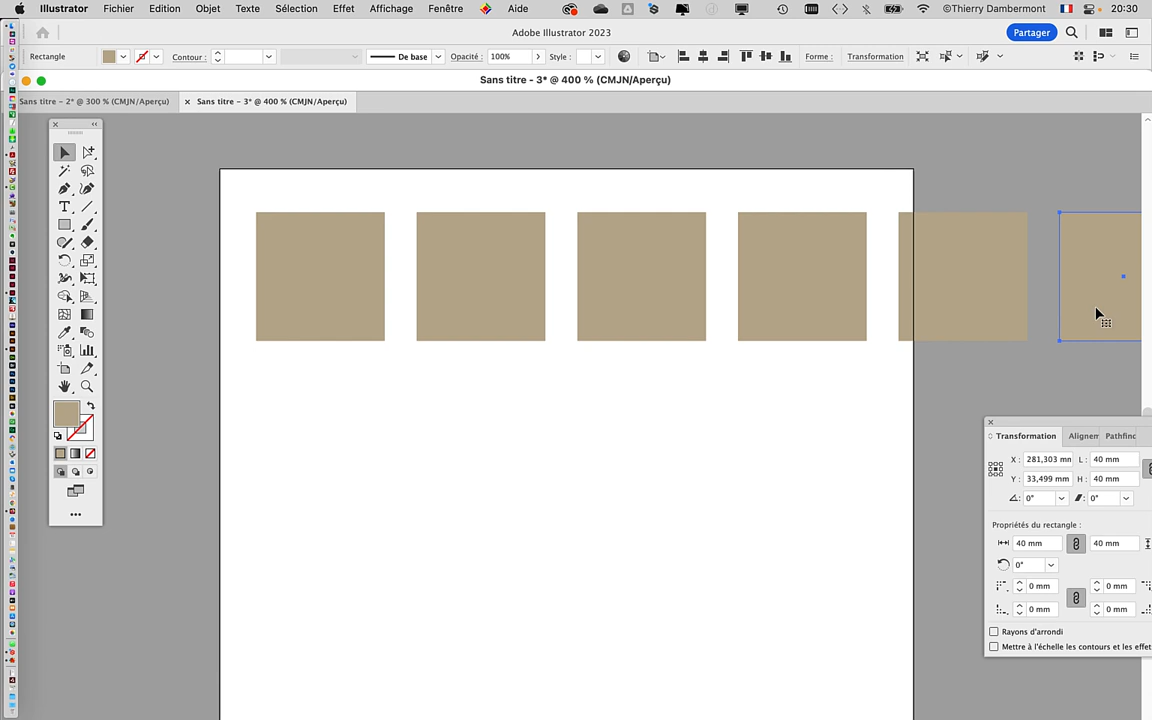 Illustrator Fichier Edition Objet Texte Sélection Effet Affichage Fenêtre Aide ©Thierry Dambermont 20:30
Adobe Illustrator 2023 Partager
Rectangle Contour : De base Opacité : 100% Style : Forme : Transformation
Sans titre - 3* @ 400 % (CMJN/Aperçu)
Sans titre - 2* @ 300 % (CMJN/Aperçu) × Sans titre - 3* @ 400 % (CMJN/Aperçu)
Transformation Alignem Pathfinc
X : 281,303 mm L : 40 mm
Y : 33,499 mm H : 40 mm
0° 0°
Propriétés du rectangle :
40 mm 40 mm
0°
0 mm 0 mm
0 mm 0 mm
Rayons d'arrondi
Mettre à l'échelle les contours et les effet